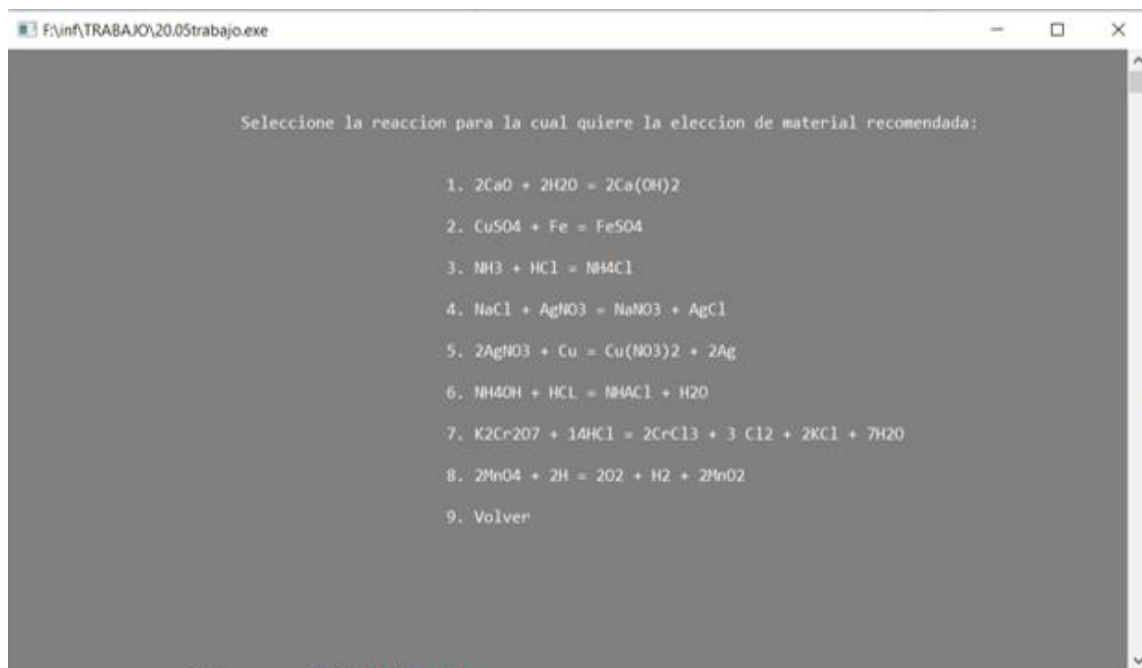 F:\inf\TRABAJO\20.05trabajo.exe
Seleccione la reaccion para la cual quiere la eleccion de material recomendada:
1. 2CaO + 2H2O = 2Ca(OH)2
2. CuSO4 + Fe = FeSO4
3. NH3 + HCl = NH4Cl
4. NaCl + AgNO3 = NaNO3 + AgCl
5. 2AgNO3 + Cu = Cu(NO3)2 + 2Ag
6. NH4OH + HCL = NHACl + H2O
7. K2Cr2O7 + 14HCl = 2CrCl3 + 3 Cl2 + 2KCl + 7H2O
8. 2MnO4 + 2H = 2O2 + H2 + 2MnO2
9. Volver